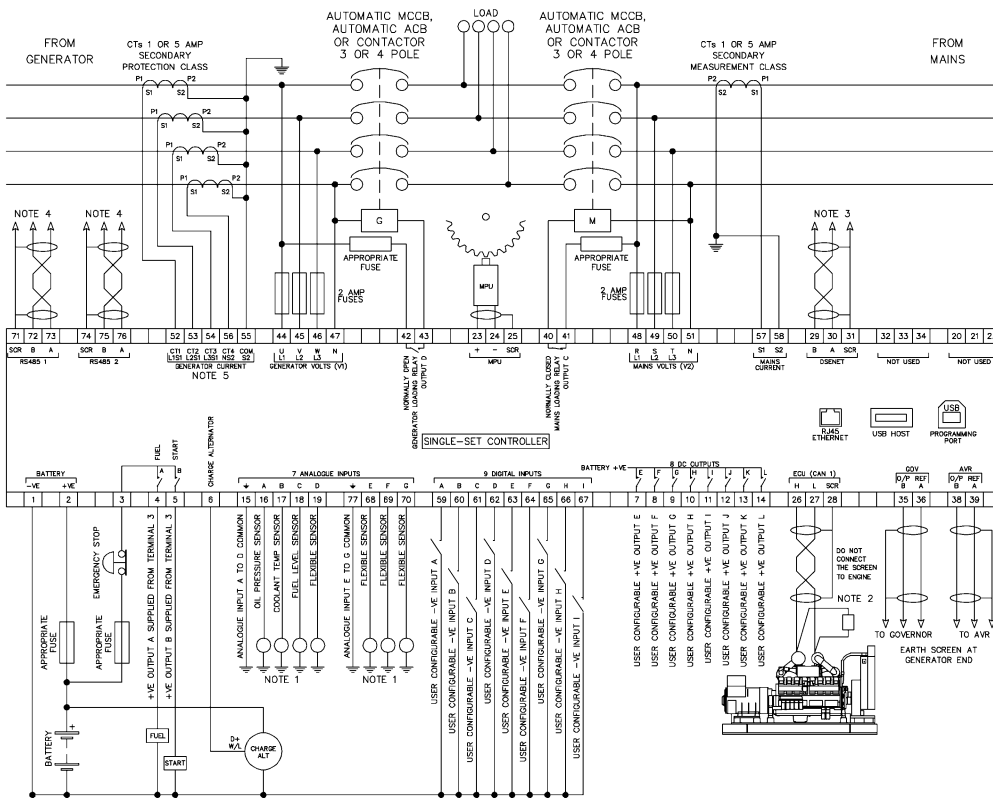 FROM
GENERATOR
CTs 1 OR 5 AMP
SECONDARY
PROTECTION CLASS
AUTOMATIC MCCB,
AUTOMATIC ACB
OR CONTACTOR
3 OR 4 POLE
LOAD
AUTOMATIC MCCB,
AUTOMATIC ACB
OR CONTACTOR
3 OR 4 POLE
CTs 1 OR 5 AMP
SECONDARY
MEASUREMENT CLASS
FROM
MAINS
P1 P2
S1 S2
P1 P2
S1 S2
P1 P2
S1 S2
P1 P2
S1 S2
P2 P1
S2 S1
NOTE 4
NOTE 4
G
APPROPRIATE
FUSE
2 AMP
FUSES
MPU
M
APPROPRIATE
FUSE
2 AMP
FUSES
NOTE 3
71 72 73 74 75 76 52 53 54 56 55 44 45 46 47 42 43 23 24 25 40 41 48 49 50 51 57 58 29 30 31 32 33 34 20 21
SCR B A
RS485 1
SCR B A
RS485 2
CT1 CT2 CT3 CT4 COM
L1S1 L2S1 L3S1 NS2 S2
GENERATOR CURRENT
NOTE 5
U V W N
L1 L2 L3
GENERATOR VOLTS (V1)
NORMALLY OPEN
GENERATOR LOADING RELAY
OUTPUT D
+ - SCR
MPU
NORMALLY CLOSED
MAINS LOADING RELAY
OUTPUT C
R S T N
L1 L2 L3
MAINS VOLTS (V2)
S1 S2
MAINS
CURRENT
B A SCR
DSENET
NOT USED
NOT USED
SINGLE-SET CONTROLLER
RJ45
ETHERNET
USB HOST
USB
PROGRAMMING
PORT
BATTERY
-VE +VE
FUEL
START
A B
CHARGE ALTERNATOR
7 ANALOGUE INPUTS
A B C D E F G
9 DIGITAL INPUTS
A B C D E F G H I
BATTERY +VE
8 DC OUTPUTS
E F G H I J K L
ECU (CAN 1)
H L SCR
GOV
O/P REF
B A
AVR
O/P REF
B A
1 2 3 4 5 6 15 16 17 18 19 77 68 69 70 59 60 61 62 63 64 65 66 67 7 8 9 10 11 12 13 14 26 27 28 35 36 38 39
EMERGENCY STOP
APPROPRIATE
FUSE
APPROPRIATE
FUSE
+VE OUTPUT A SUPPLIED FROM TERMINAL 3
+VE OUTPUT B SUPPLIED FROM TERMINAL 3
ANALOGUE INPUT A TO D COMMON
OIL PRESSURE SENSOR
COOLANT TEMP SENSOR
FUEL LEVEL SENSOR
FLEXIBLE SENSOR
NOTE 1
ANALOGUE INPUT E TO G COMMON
FLEXIBLE SENSOR
FLEXIBLE SENSOR
FLEXIBLE SENSOR
NOTE 1
USER CONFIGURABLE -VE INPUT A
USER CONFIGURABLE -VE INPUT B
USER CONFIGURABLE -VE INPUT C
USER CONFIGURABLE -VE INPUT D
USER CONFIGURABLE -VE INPUT E
USER CONFIGURABLE -VE INPUT F
USER CONFIGURABLE -VE INPUT G
USER CONFIGURABLE -VE INPUT H
USER CONFIGURABLE -VE INPUT I
USER CONFIGURABLE +VE OUTPUT E
USER CONFIGURABLE +VE OUTPUT F
USER CONFIGURABLE +VE OUTPUT G
USER CONFIGURABLE +VE OUTPUT H
USER CONFIGURABLE +VE OUTPUT I
USER CONFIGURABLE +VE OUTPUT J
USER CONFIGURABLE +VE OUTPUT K
USER CONFIGURABLE +VE OUTPUT L
DO NOT
CONNECT
THE SCREEN
TO ENGINE
NOTE 2
TO GOVERNOR
TO AVR
EARTH SCREEN AT
GENERATOR END
BATTERY
+
-
FUEL
START
D+
W/L
CHARGE
ALT